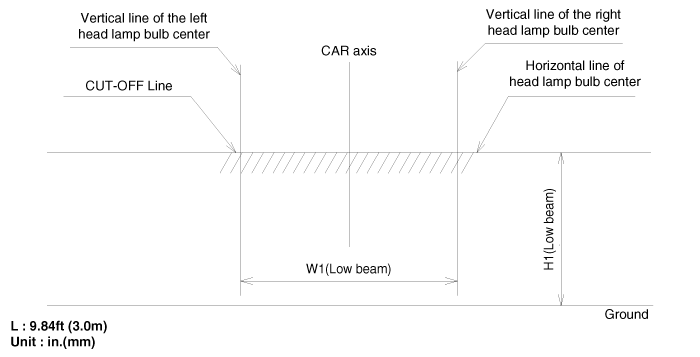 Vertical line of the left
head lamp bulb center
Vertical line of the right
head lamp bulb center
CAR axis
CUT-OFF Line
Horizontal line of
head lamp bulb center
H1(Low beam)
W1(Low beam)
Ground
L : 9.84ft (3.0m)
Unit : in.(mm)